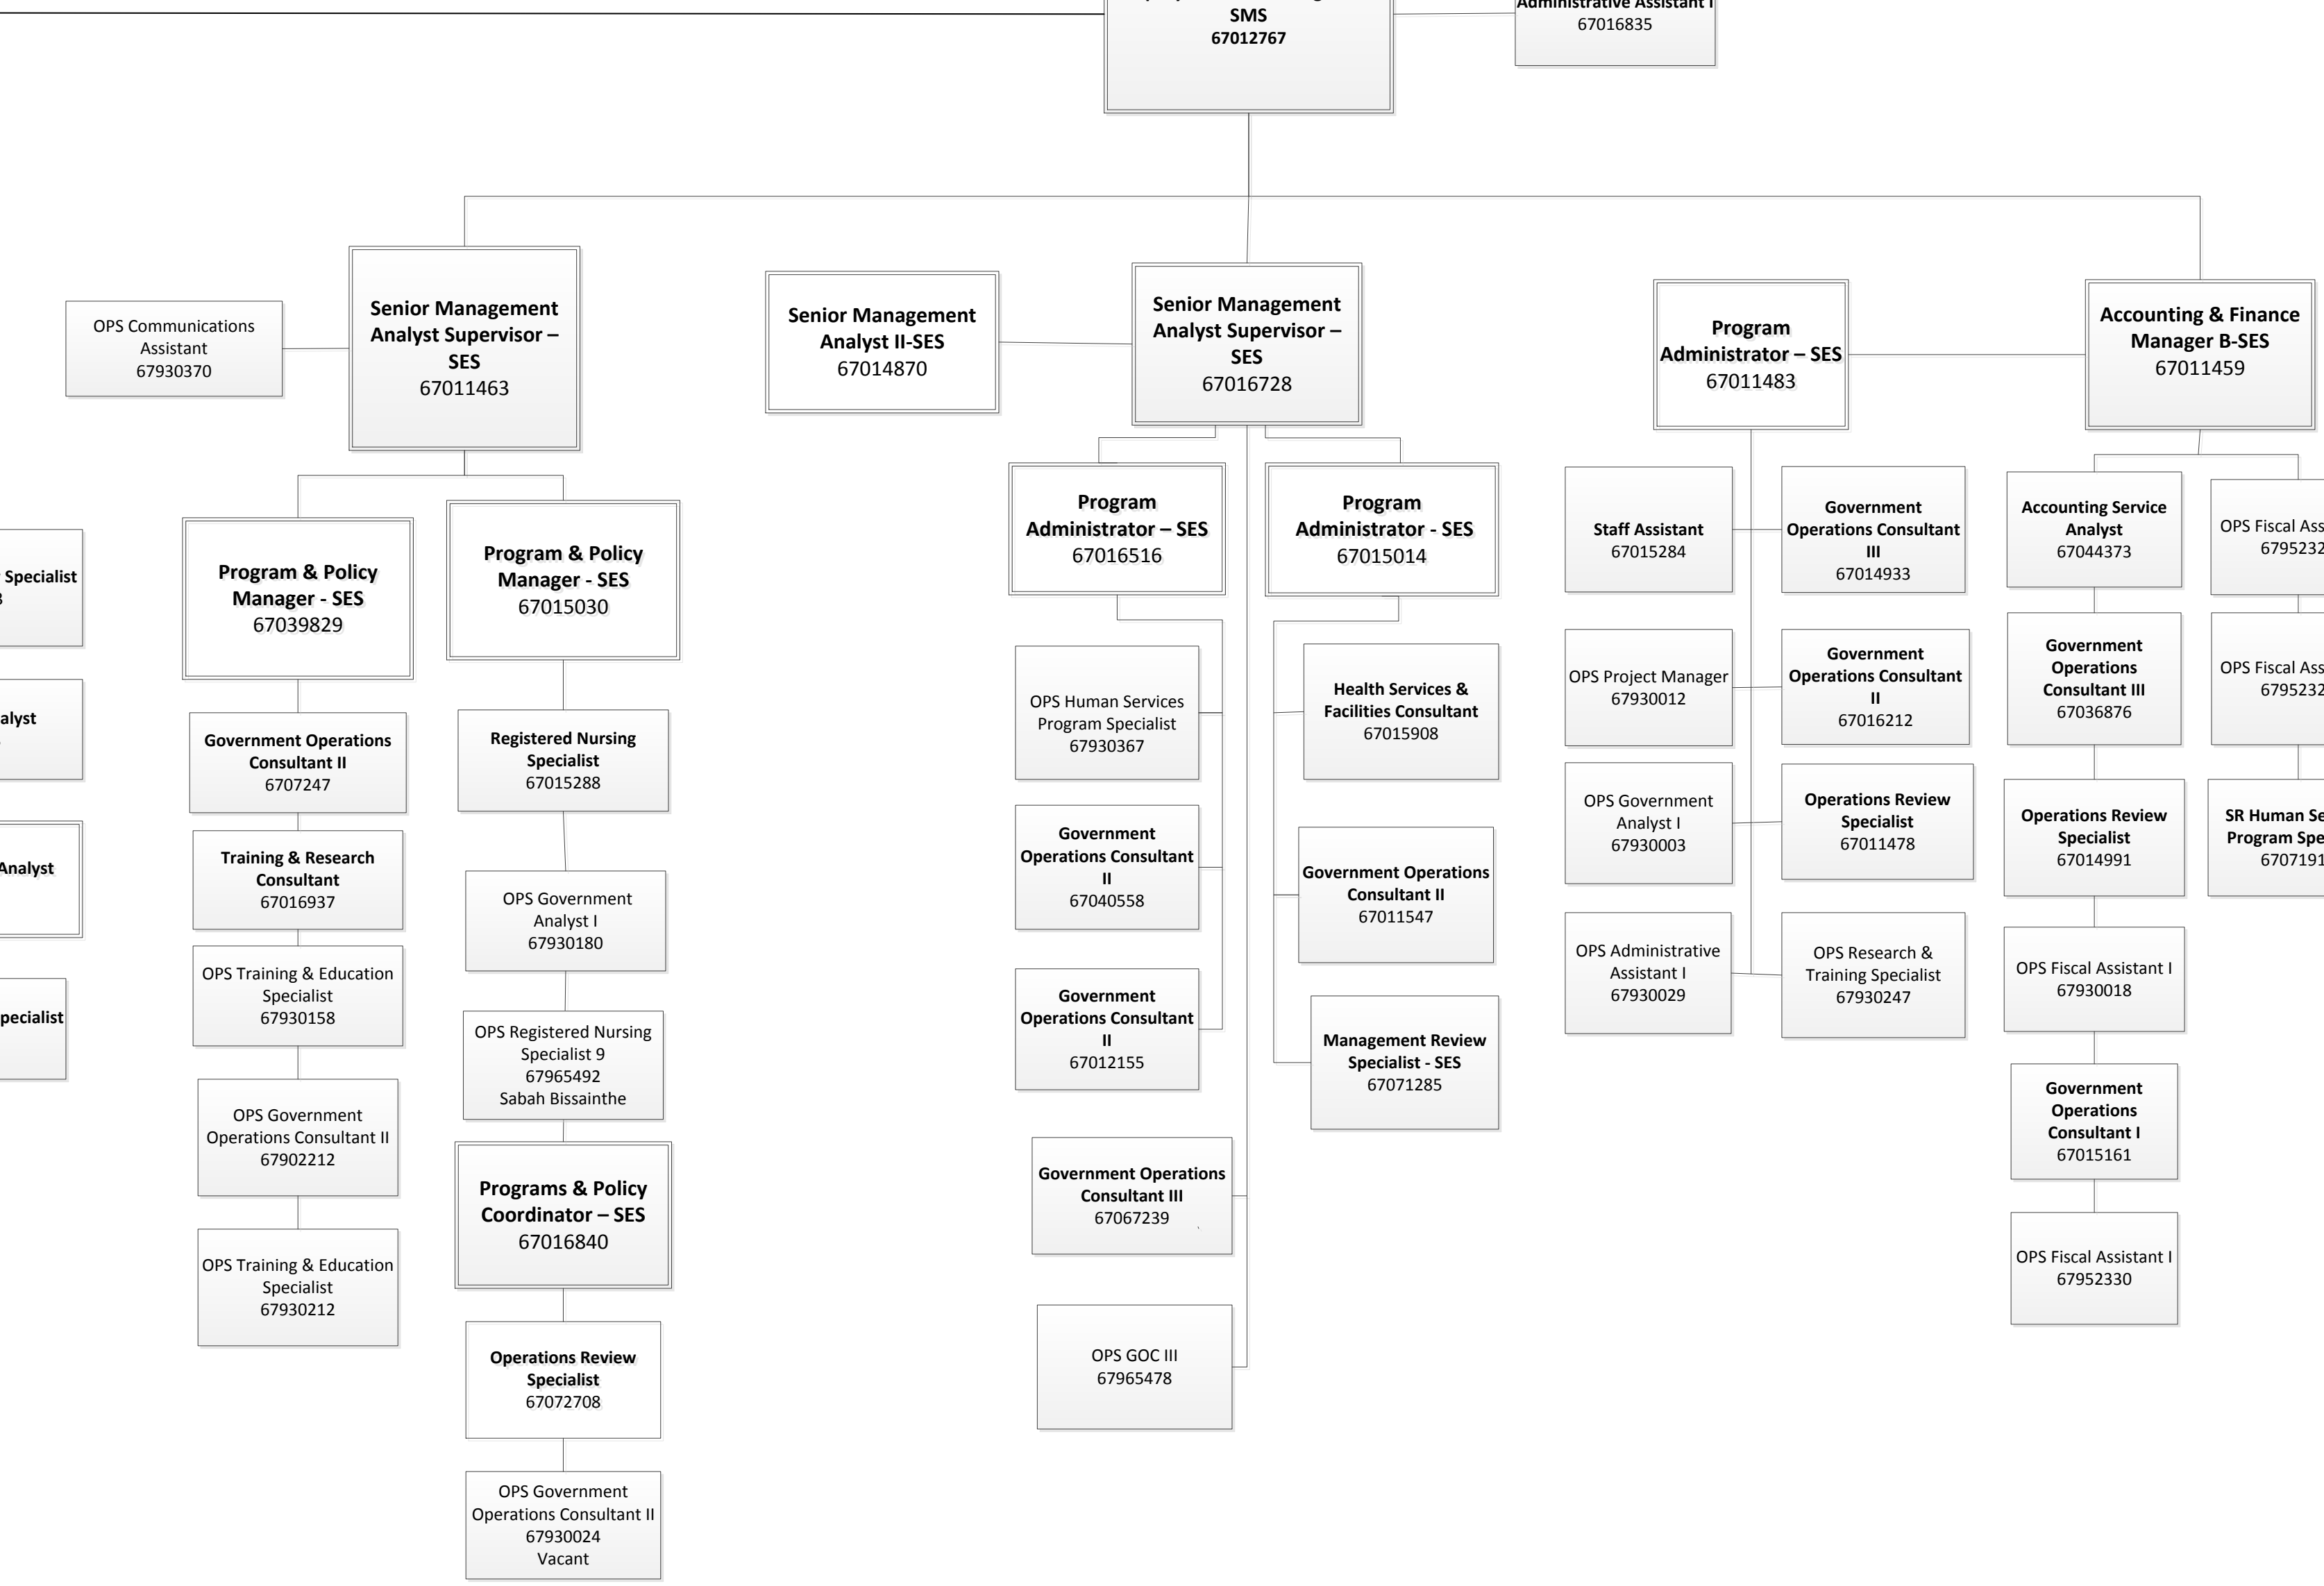 SMS
67012767
Administrative Assistant I
67016835
OPS Communications
Assistant
67930370
Senior Management
Analyst Supervisor –
SES
67011463
Senior Management
Analyst II-SES
67014870
Senior Management
Analyst Supervisor –
SES
67016728
Program
Administrator – SES
67011483
Accounting & Finance
Manager B-SES
67011459
Specialist
alyst
Analyst
pecialist
Program & Policy
Manager - SES
67039829
Government Operations
Consultant II
6707247
Training & Research
Consultant
67016937
OPS Training & Education
Specialist
67930158
OPS Government
Operations Consultant II
67902212
OPS Training & Education
Specialist
67930212
Program & Policy
Manager - SES
67015030
Registered Nursing
Specialist
67015288
OPS Government
Analyst I
67930180
OPS Registered Nursing
Specialist 9
67965492
Sabah Bissainthe
Programs & Policy
Coordinator – SES
67016840
Operations Review
Specialist
67072708
OPS Government
Operations Consultant II
67930024
Vacant
Program
Administrator – SES
67016516
OPS Human Services
Program Specialist
67930367
Government
Operations Consultant
II
67040558
Government
Operations Consultant
II
67012155
Government Operations
Consultant III
67067239
OPS GOC III
67965478
Program
Administrator - SES
67015014
Health Services &
Facilities Consultant
67015908
Government Operations
Consultant II
67011547
Management Review
Specialist - SES
67071285
Staff Assistant
67015284
OPS Project Manager
67930012
OPS Government
Analyst I
67930003
OPS Administrative
Assistant I
67930029
Government
Operations Consultant
III
67014933
Government
Operations Consultant
II
67016212
Operations Review
Specialist
67011478
OPS Research &
Training Specialist
67930247
Accounting Service
Analyst
67044373
Government
Operations
Consultant III
67036876
Operations Review
Specialist
67014991
OPS Fiscal Assistant I
67930018
Government
Operations
Consultant I
67015161
OPS Fiscal Assistant I
67952330
OPS Fiscal Ass
6795232
OPS Fiscal Ass
6795232
SR Human Se
Program Spe
6707191